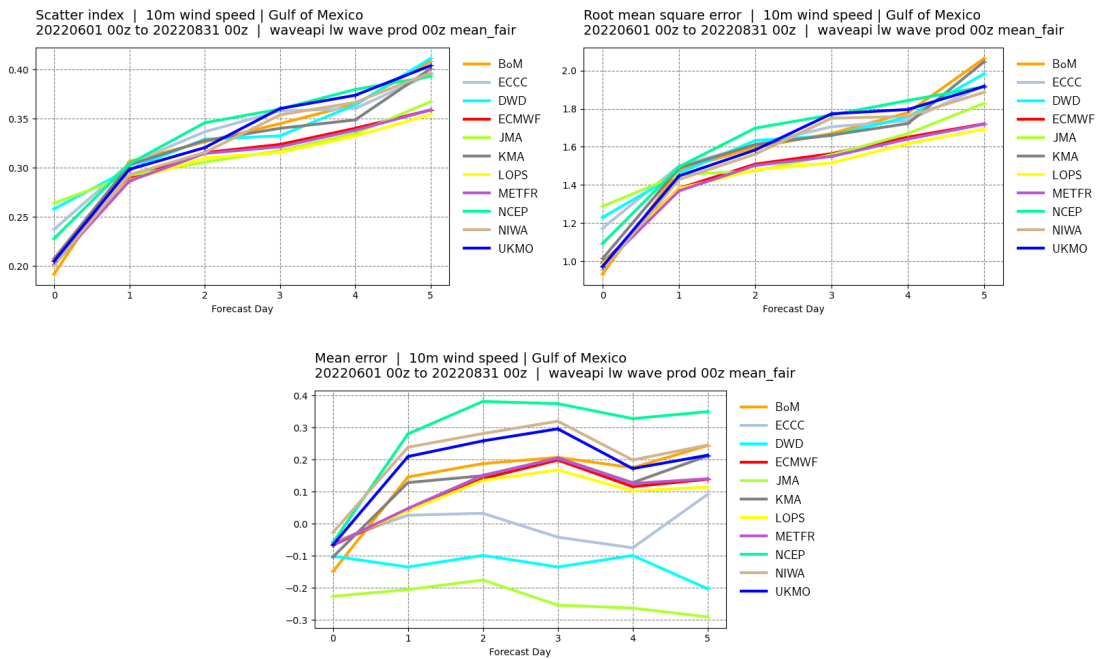 Scatter index | 10m wind speed | Gulf of Mexico
20220601 00z to 20220831 00z | waveapi lw wave prod 00z mean_fair
0.40
0.35
0.30
0.25
0.20
0 1 2 3 4 5
Forecast Day
BoM
ECCC
DWD
ECMWF
JMA
KMA
LOPS
METFR
NCEP
NIWA
UKMO
Root mean square error | 10m wind speed | Gulf of Mexico
20220601 00z to 20220831 00z | waveapi lw wave prod 00z mean_fair
2.0
1.8
1.6
1.4
1.2
1.0
0 1 2 3 4 5
Forecast Day
BoM
ECCC
DWD
ECMWF
JMA
KMA
LOPS
METFR
NCEP
NIWA
UKMO
Mean error | 10m wind speed | Gulf of Mexico
20220601 00z to 20220831 00z | waveapi lw wave prod 00z mean_fair
0.4
0.3
0.2
0.1
0.0
−0.1
−0.2
−0.3
0 1 2 3 4 5
Forecast Day
BoM
ECCC
DWD
ECMWF
JMA
KMA
LOPS
METFR
NCEP
NIWA
UKMO